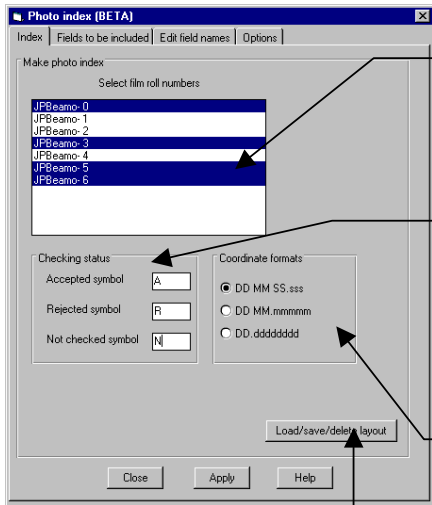 Photo index (BETA)
Index Fields to be included Edit field names Options
Make photo index
Select film roll numbers
JPBeamo- 0
JPBeamo- 1
JPBeamo- 2
JPBeamo- 3
JPBeamo- 4
JPBeamo- 5
JPBeamo- 6
Checking status
Accepted symbol A
Rejected symbol R
Not checked symbol N
Coordinate formats
DD MM SS.sss
DD MM.mmmmm
DD.dddddddd
Load/save/delete layout
Close Apply Help